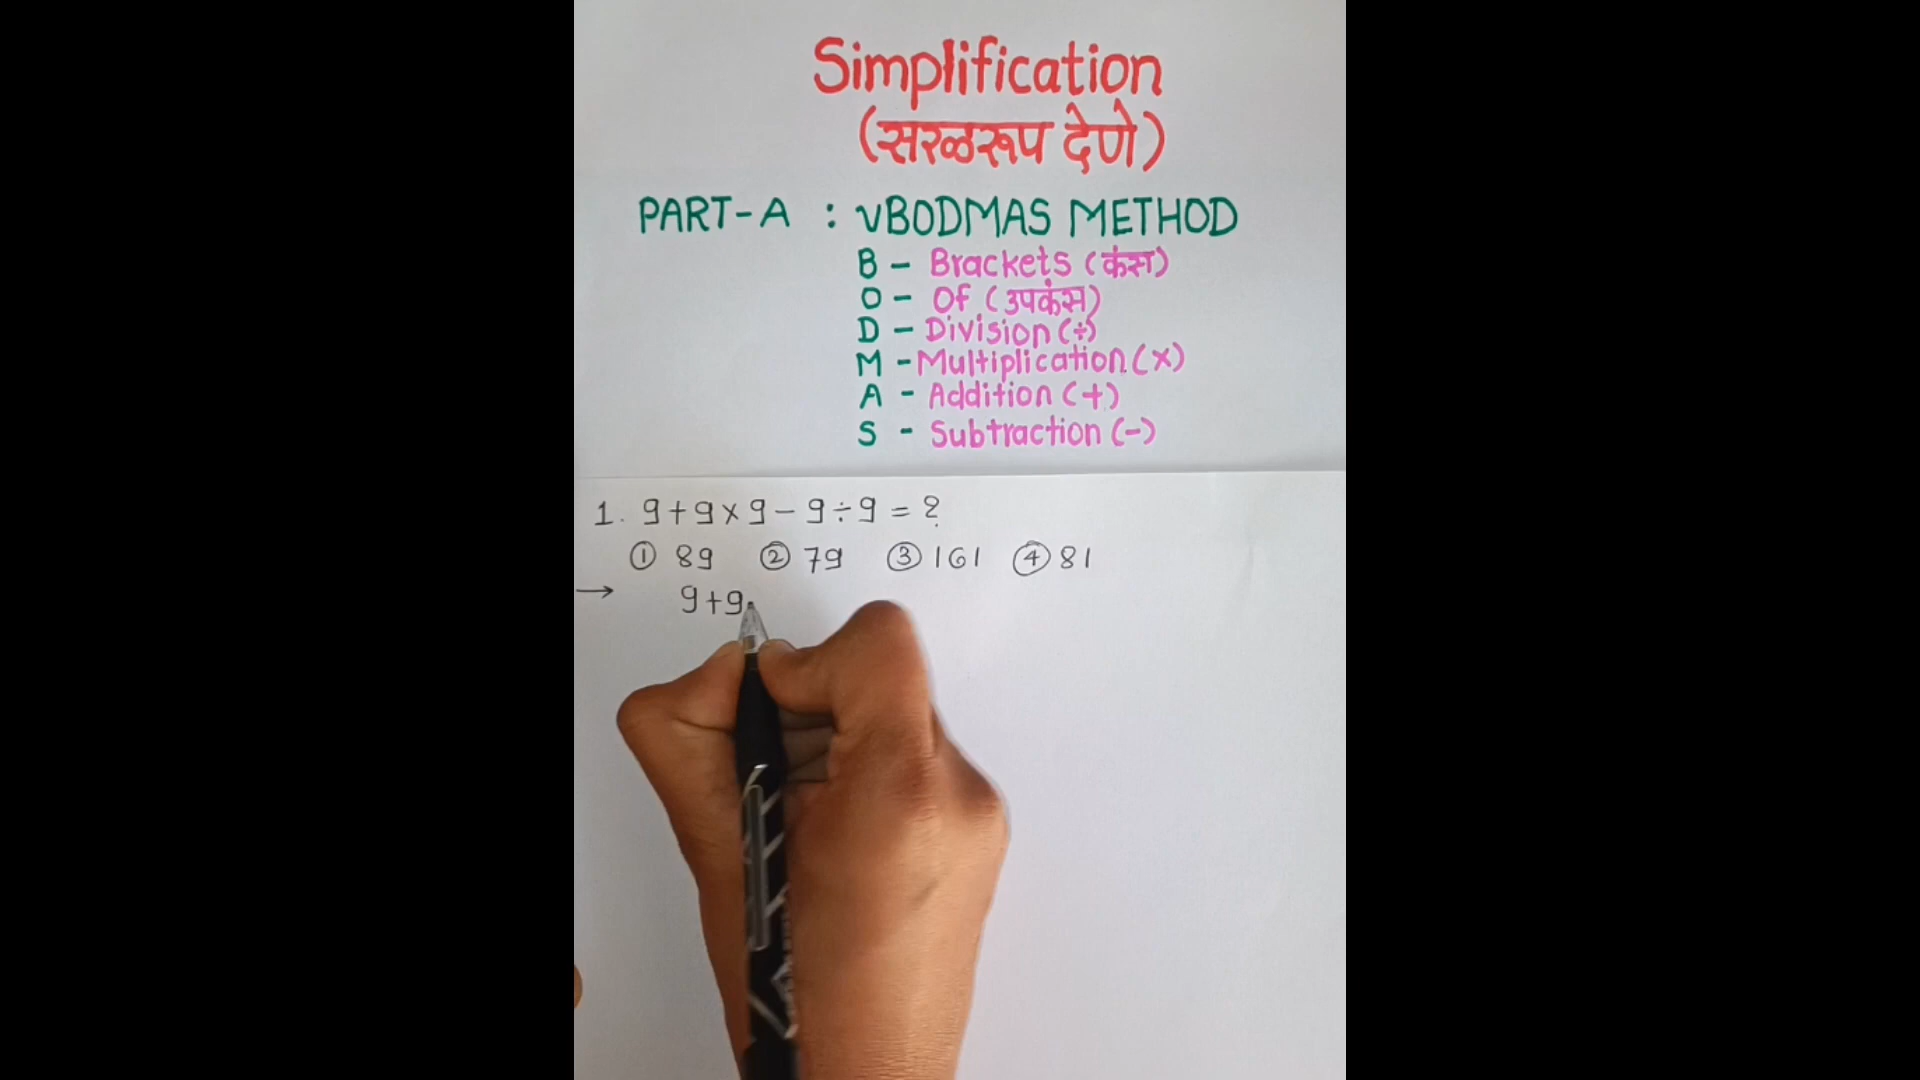 Simplification
(सरळरूप देणे)
PART-A : VBODMAS METHOD
B - Brackets (कंस)
O - Of (उपकंस)
D - Division (÷)
M - Multiplication (×)
A - Addition (+)
S - Subtraction (-)
1. 9+9×9-9÷9 = ?
① 89 ② 79 ③ 161 ④ 81
→ 9+9